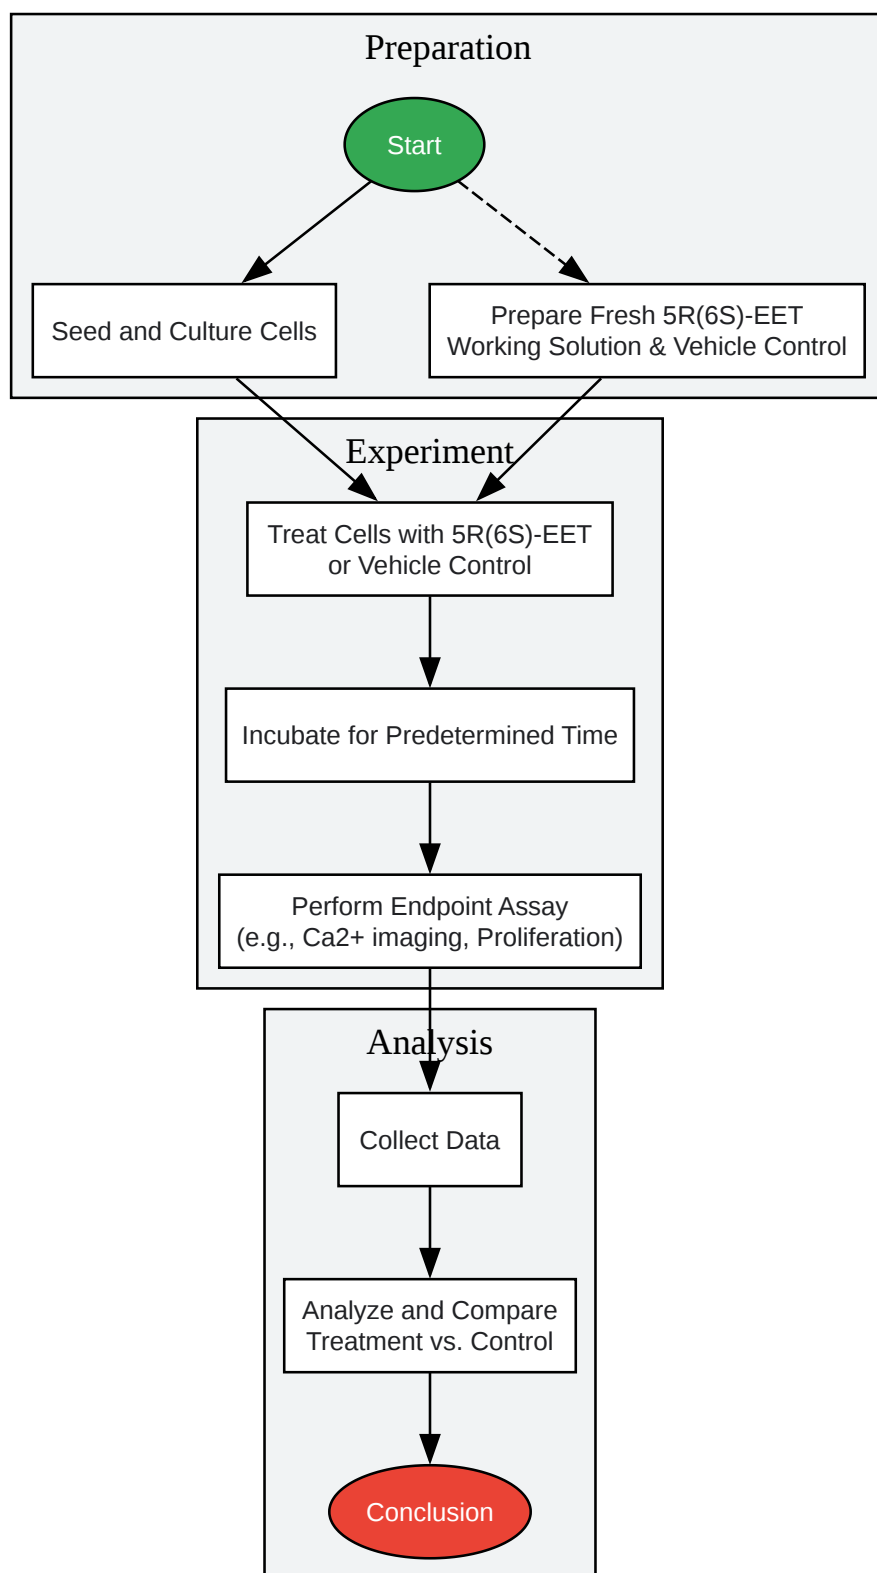 Preparation
Start
Seed and Culture Cells
Prepare Fresh 5R(6S)-EET
Working Solution & Vehicle Control
Experiment
Treat Cells with 5R(6S)-EET
or Vehicle Control
Incubate for Predetermined Time
Perform Endpoint Assay
(e.g., Ca2+ imaging, Proliferation)
Analysis
Collect Data
Analyze and Compare
Treatment vs. Control
Conclusion